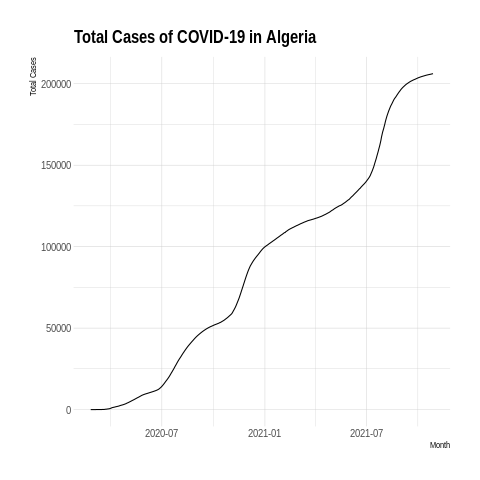 Total Cases of COVID-19 in Algeria
Total Cases
200000
150000
100000
50000
0
2020-07 2021-01 2021-07
Month